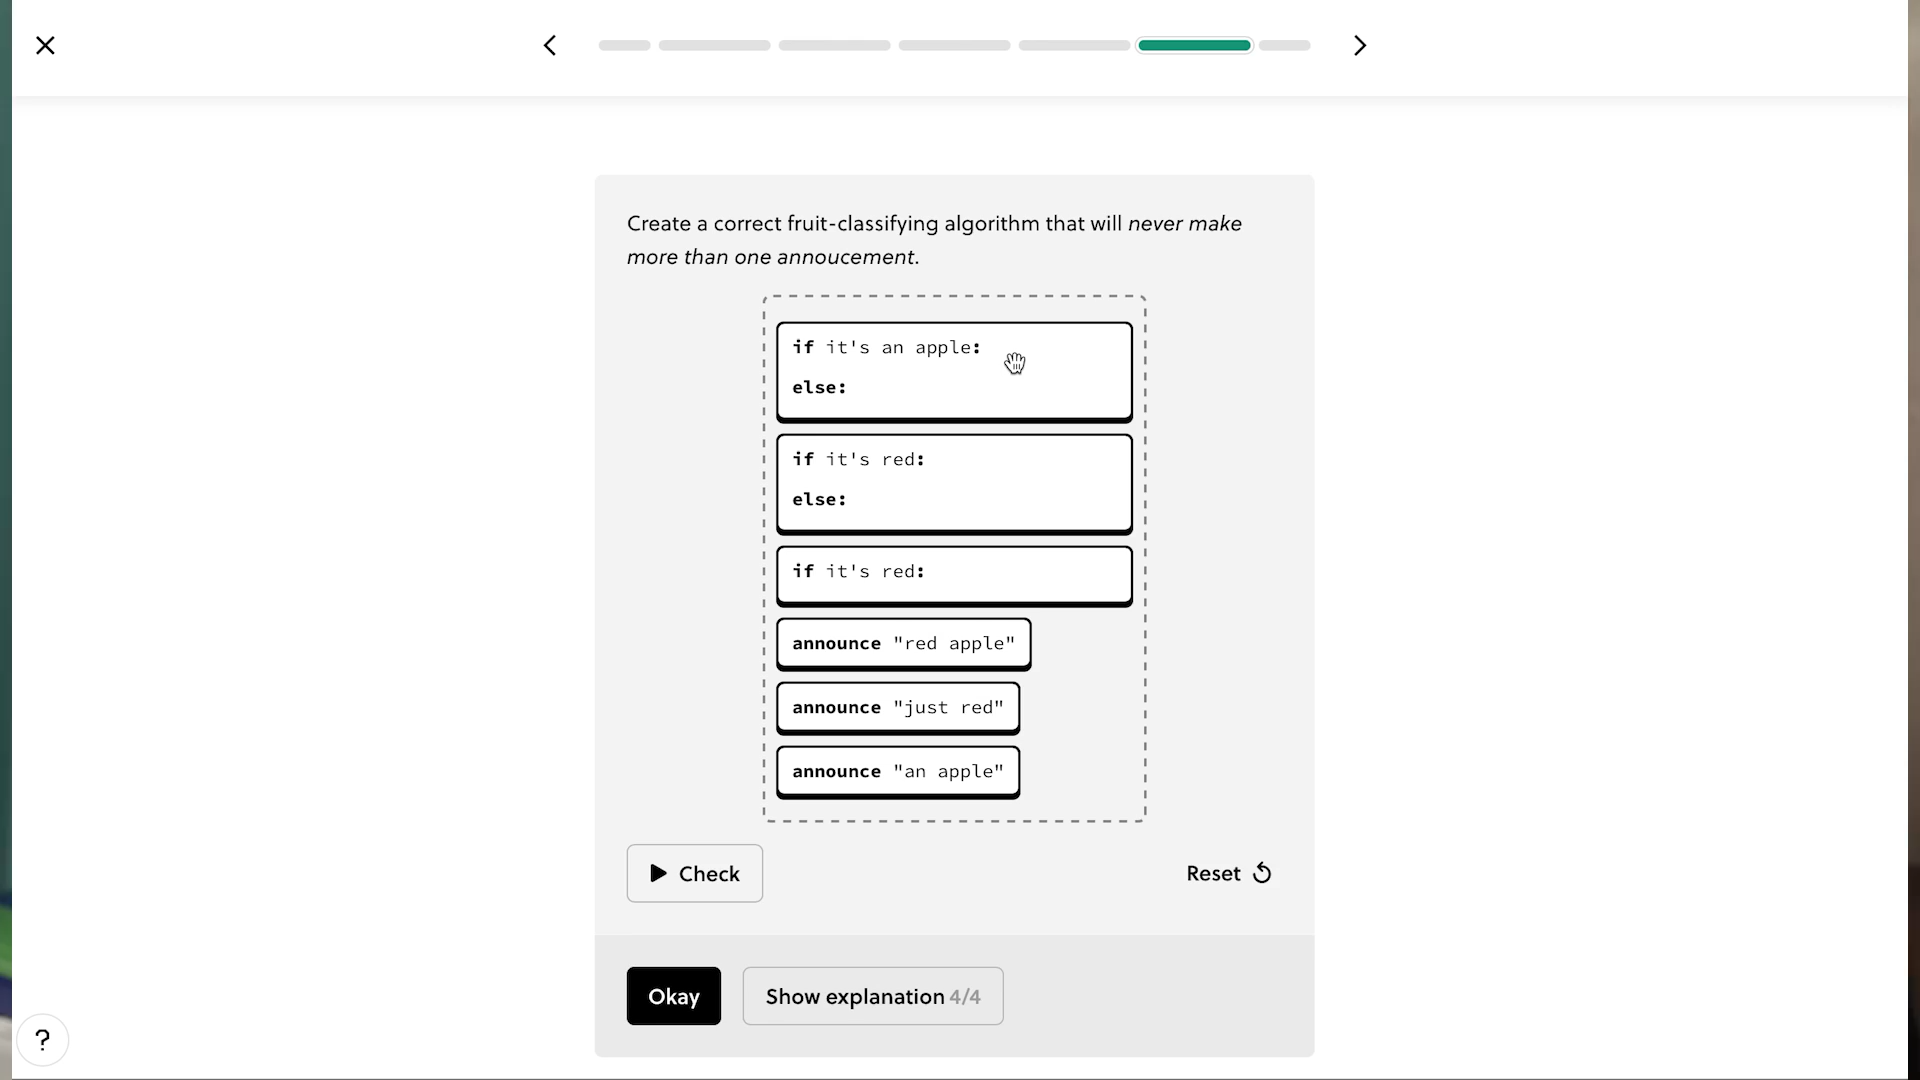 Create a correct fruit-classifying algorithm that will never make
more than one annoucement.
if it's an apple:
else:
if it's red:
else:
if it's red:
announce "red apple"
announce "just red"
announce "an apple"
Check
Reset
Okay
Show explanation 4/4
?